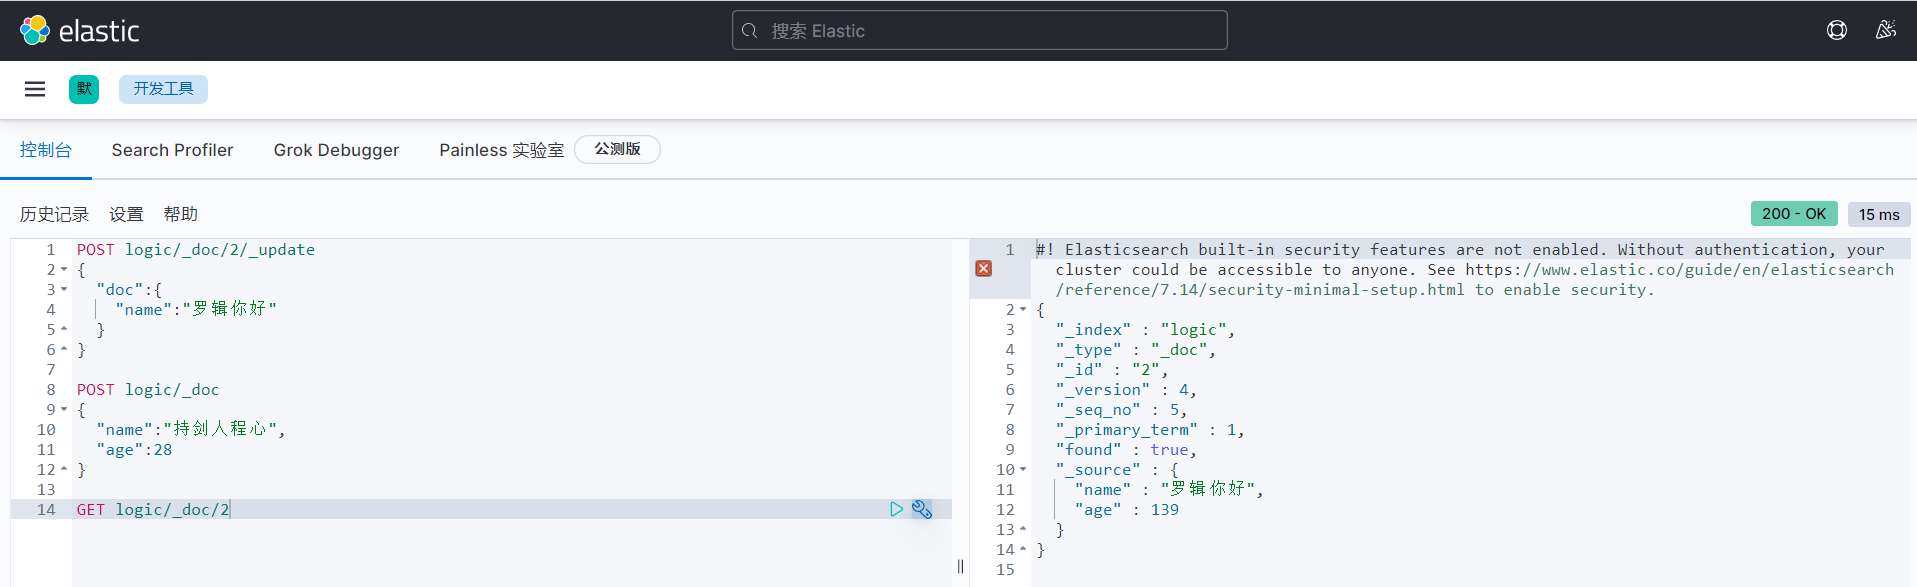 elastic
搜索 Elastic
默
开发工具
控制台
Search Profiler
Grok Debugger
Painless 实验室
公测版
历史记录
设置
帮助
200 - OK
15 ms
1 POST logic/_doc/2/_update
2 {
3 "doc":{
4 "name":"罗辑你好"
5 }
6 }
7
8 POST logic/_doc
9 {
10 "name":"持剑人程心",
11 "age":28
12 }
13
14 GET logic/_doc/2
1 #! Elasticsearch built-in security features are not enabled. Without authentication, your
cluster could be accessible to anyone. See https://www.elastic.co/guide/en/elasticsearch
/reference/7.14/security-minimal-setup.html to enable security.
2 {
3 "_index" : "logic",
4 "_type" : "_doc",
5 "_id" : "2",
6 "_version" : 4,
7 "_seq_no" : 5,
8 "_primary_term" : 1,
9 "found" : true,
10 "_source" : {
11 "name" : "罗辑你好",
12 "age" : 139
13 }
14 }
15